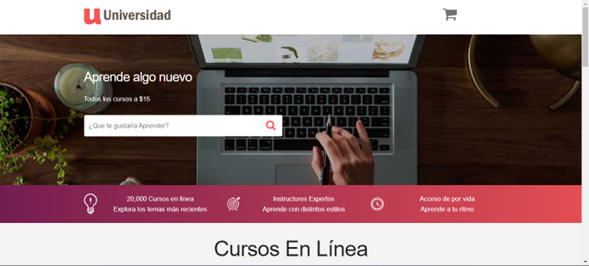 u Universidad
Aprende algo nuevo
Todos los cursos a $15
¿Que te gustaría Aprender?
20,000 Cursos en línea
Explora los temas más recientes
Instructores Expertos
Aprende con distintos estilos
Acceso de por vida
Aprende a tu ritmo
Cursos En Línea